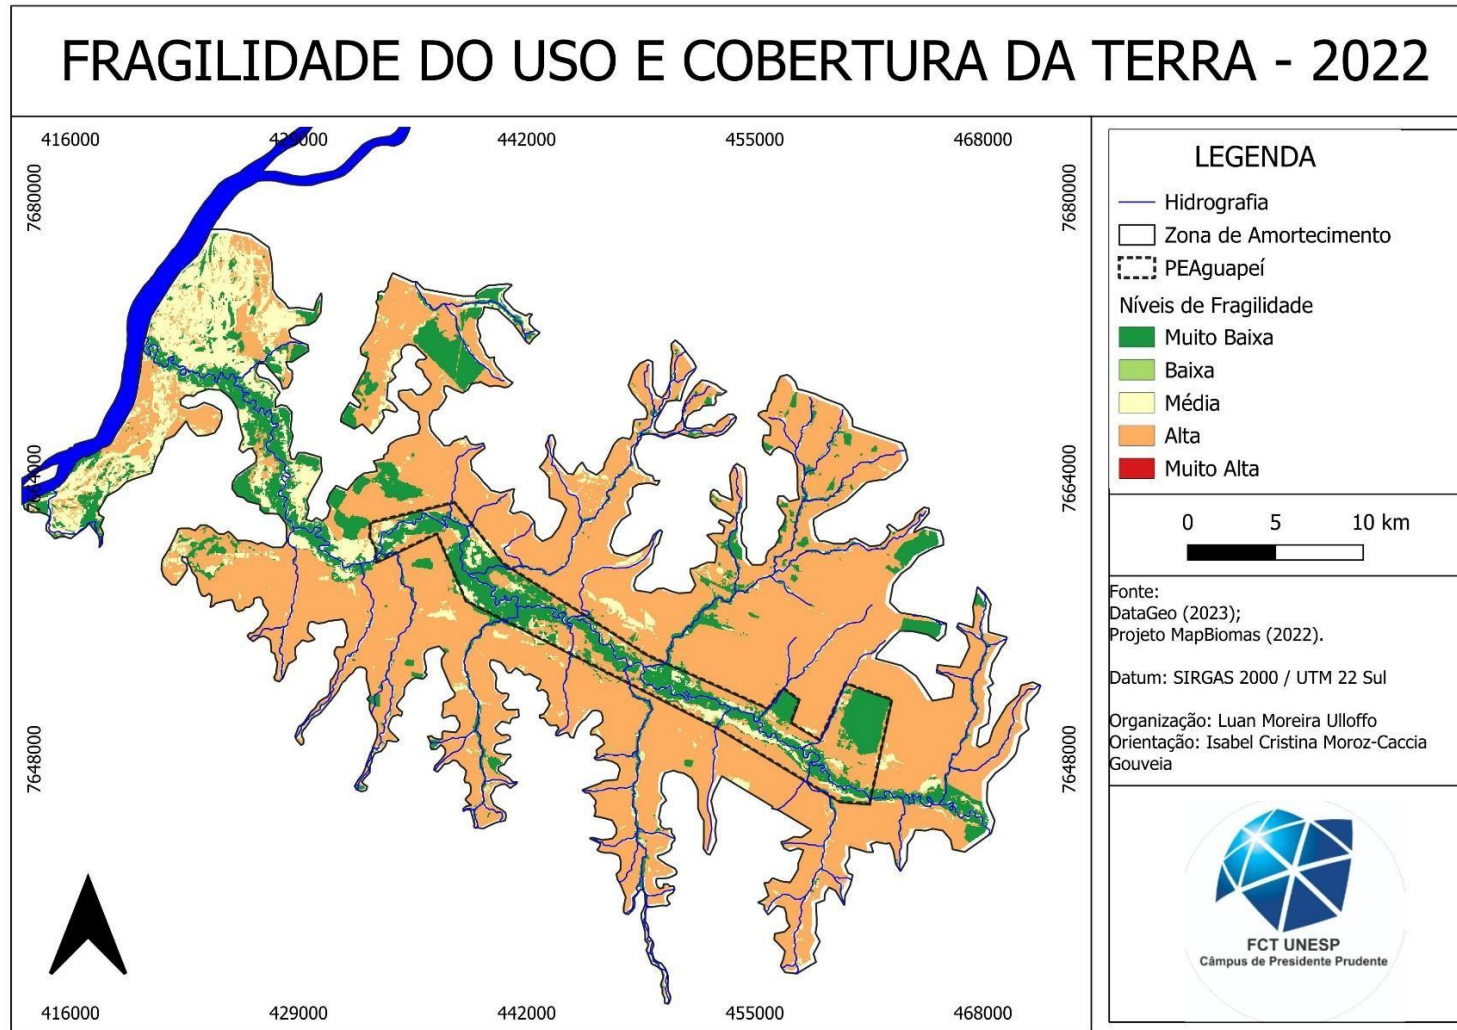 FRAGILIDADE DO USO E COBERTURA DA TERRA - 2022
416000
429000
442000
455000
468000
7680000
7680000
7664000
7664000
7648000
7648000
416000
429000
442000
455000
468000
LEGENDA
Hidrografia
Zona de Amortecimento
PEAguapeí
Níveis de Fragilidade
Muito Baixa
Baixa
Média
Alta
Muito Alta
0 5 10 km
Fonte:
DataGeo (2023);
Projeto MapBiomas (2022).
Datum: SIRGAS 2000 / UTM 22 Sul
Organização: Luan Moreira Ulloffo
Orientação: Isabel Cristina Moroz-Caccia
Gouveia
FCT UNESP
Câmpus de Presidente Prudente